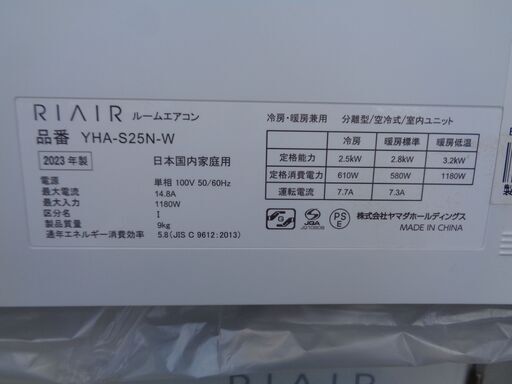 RIAIR ルームエアコン
品番 YHA-S25N-W
2023 年製 日本国内家庭用
電源 単相 100V 50/60Hz
最大電流 14.8A
最大入力 1180W
区分名 I
製品質量 9kg
通年エネルギー消費効率 5.8(JIS C 9612:2013)
冷房・暖房兼用 分離型/空冷式/室内ユニット
冷房 暖房標準 暖房低温
定格能力 2.5kW 2.8kW 3.2kW
定格消費電力 610W 580W 1180W
運転電流 7.7A 7.3A
JQA
PS
E
株式会社ヤマダホールディングス
MADE IN CHINA
RIAIR